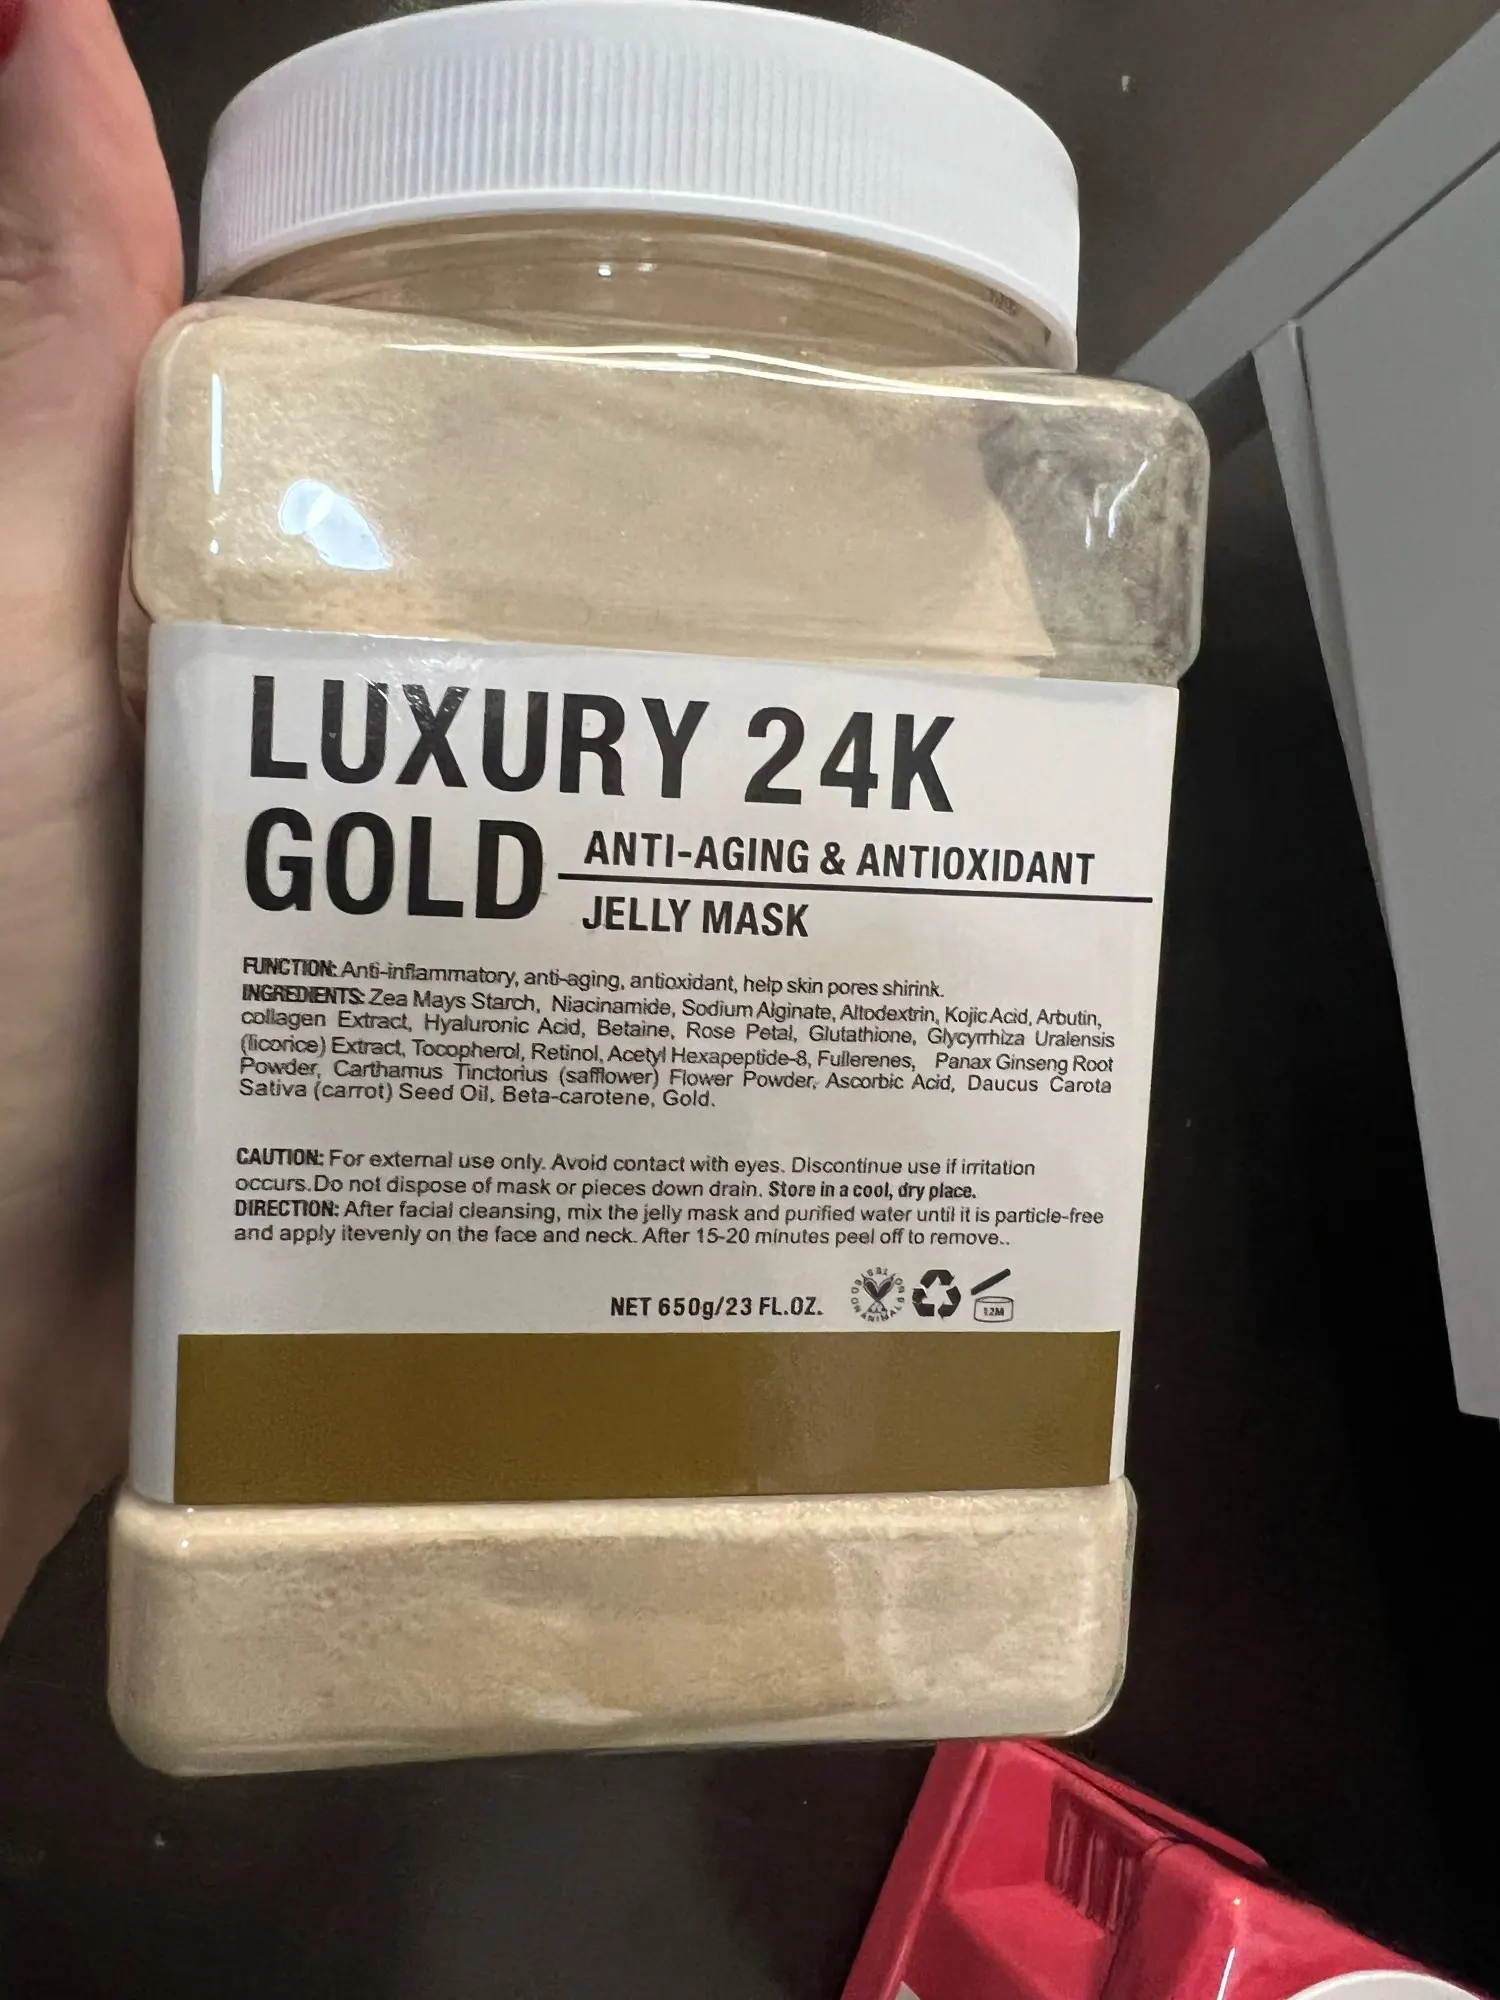 LUXURY 24K
GOLD
ANTI-AGING & ANTIOXIDANT
JELLY MASK
FUNCTION: Anti-inflammatory, anti-aging, antioxidant, help skin pores shirink.
INGREDIENTS: Zea Mays Starch, Niacinamide, Sodium Alginate, Altodextrin, Kojic Acid, Arbutin,
collagen Extract, Hyaluronic Acid, Betaine, Rose Petal, Glutathione, Glycyrrhiza Uralensis
(licorice) Extract, Tocopherol, Retinol, Acetyl Hexapeptide-8, Fullerenes, Panax Ginseng Root
Powder, Carthamus Tinctorius (safflower) Flower Powder, Ascorbic Acid, Daucus Carota
Sativa (carrot) Seed Oil, Beta-carotene, Gold.
CAUTION: For external use only. Avoid contact with eyes. Discontinue use if irritation
occurs.Do not dispose of mask or pieces down drain. Store in a cool, dry place.
DIRECTION: After facial cleansing, mix the jelly mask and purified water until it is particle-free
and apply itevenly on the face and neck. After 15-20 minutes peel off to remove..
NET 650g/23 FL.OZ.
12M